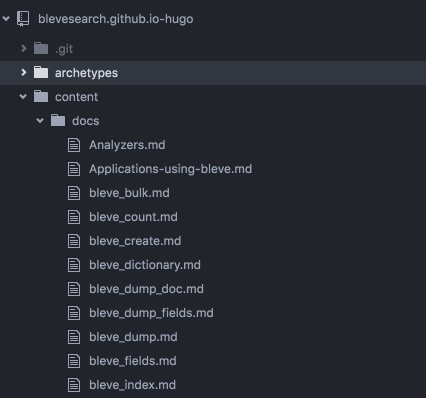 blevesearch.github.io-hugo
.git
archetypes
content
docs
Analyzers.md
Applications-using-bleve.md
bleve_bulk.md
bleve_count.md
bleve_create.md
bleve_dictionary.md
bleve_dump_doc.md
bleve_dump_fields.md
bleve_dump.md
bleve_fields.md
bleve_index.md